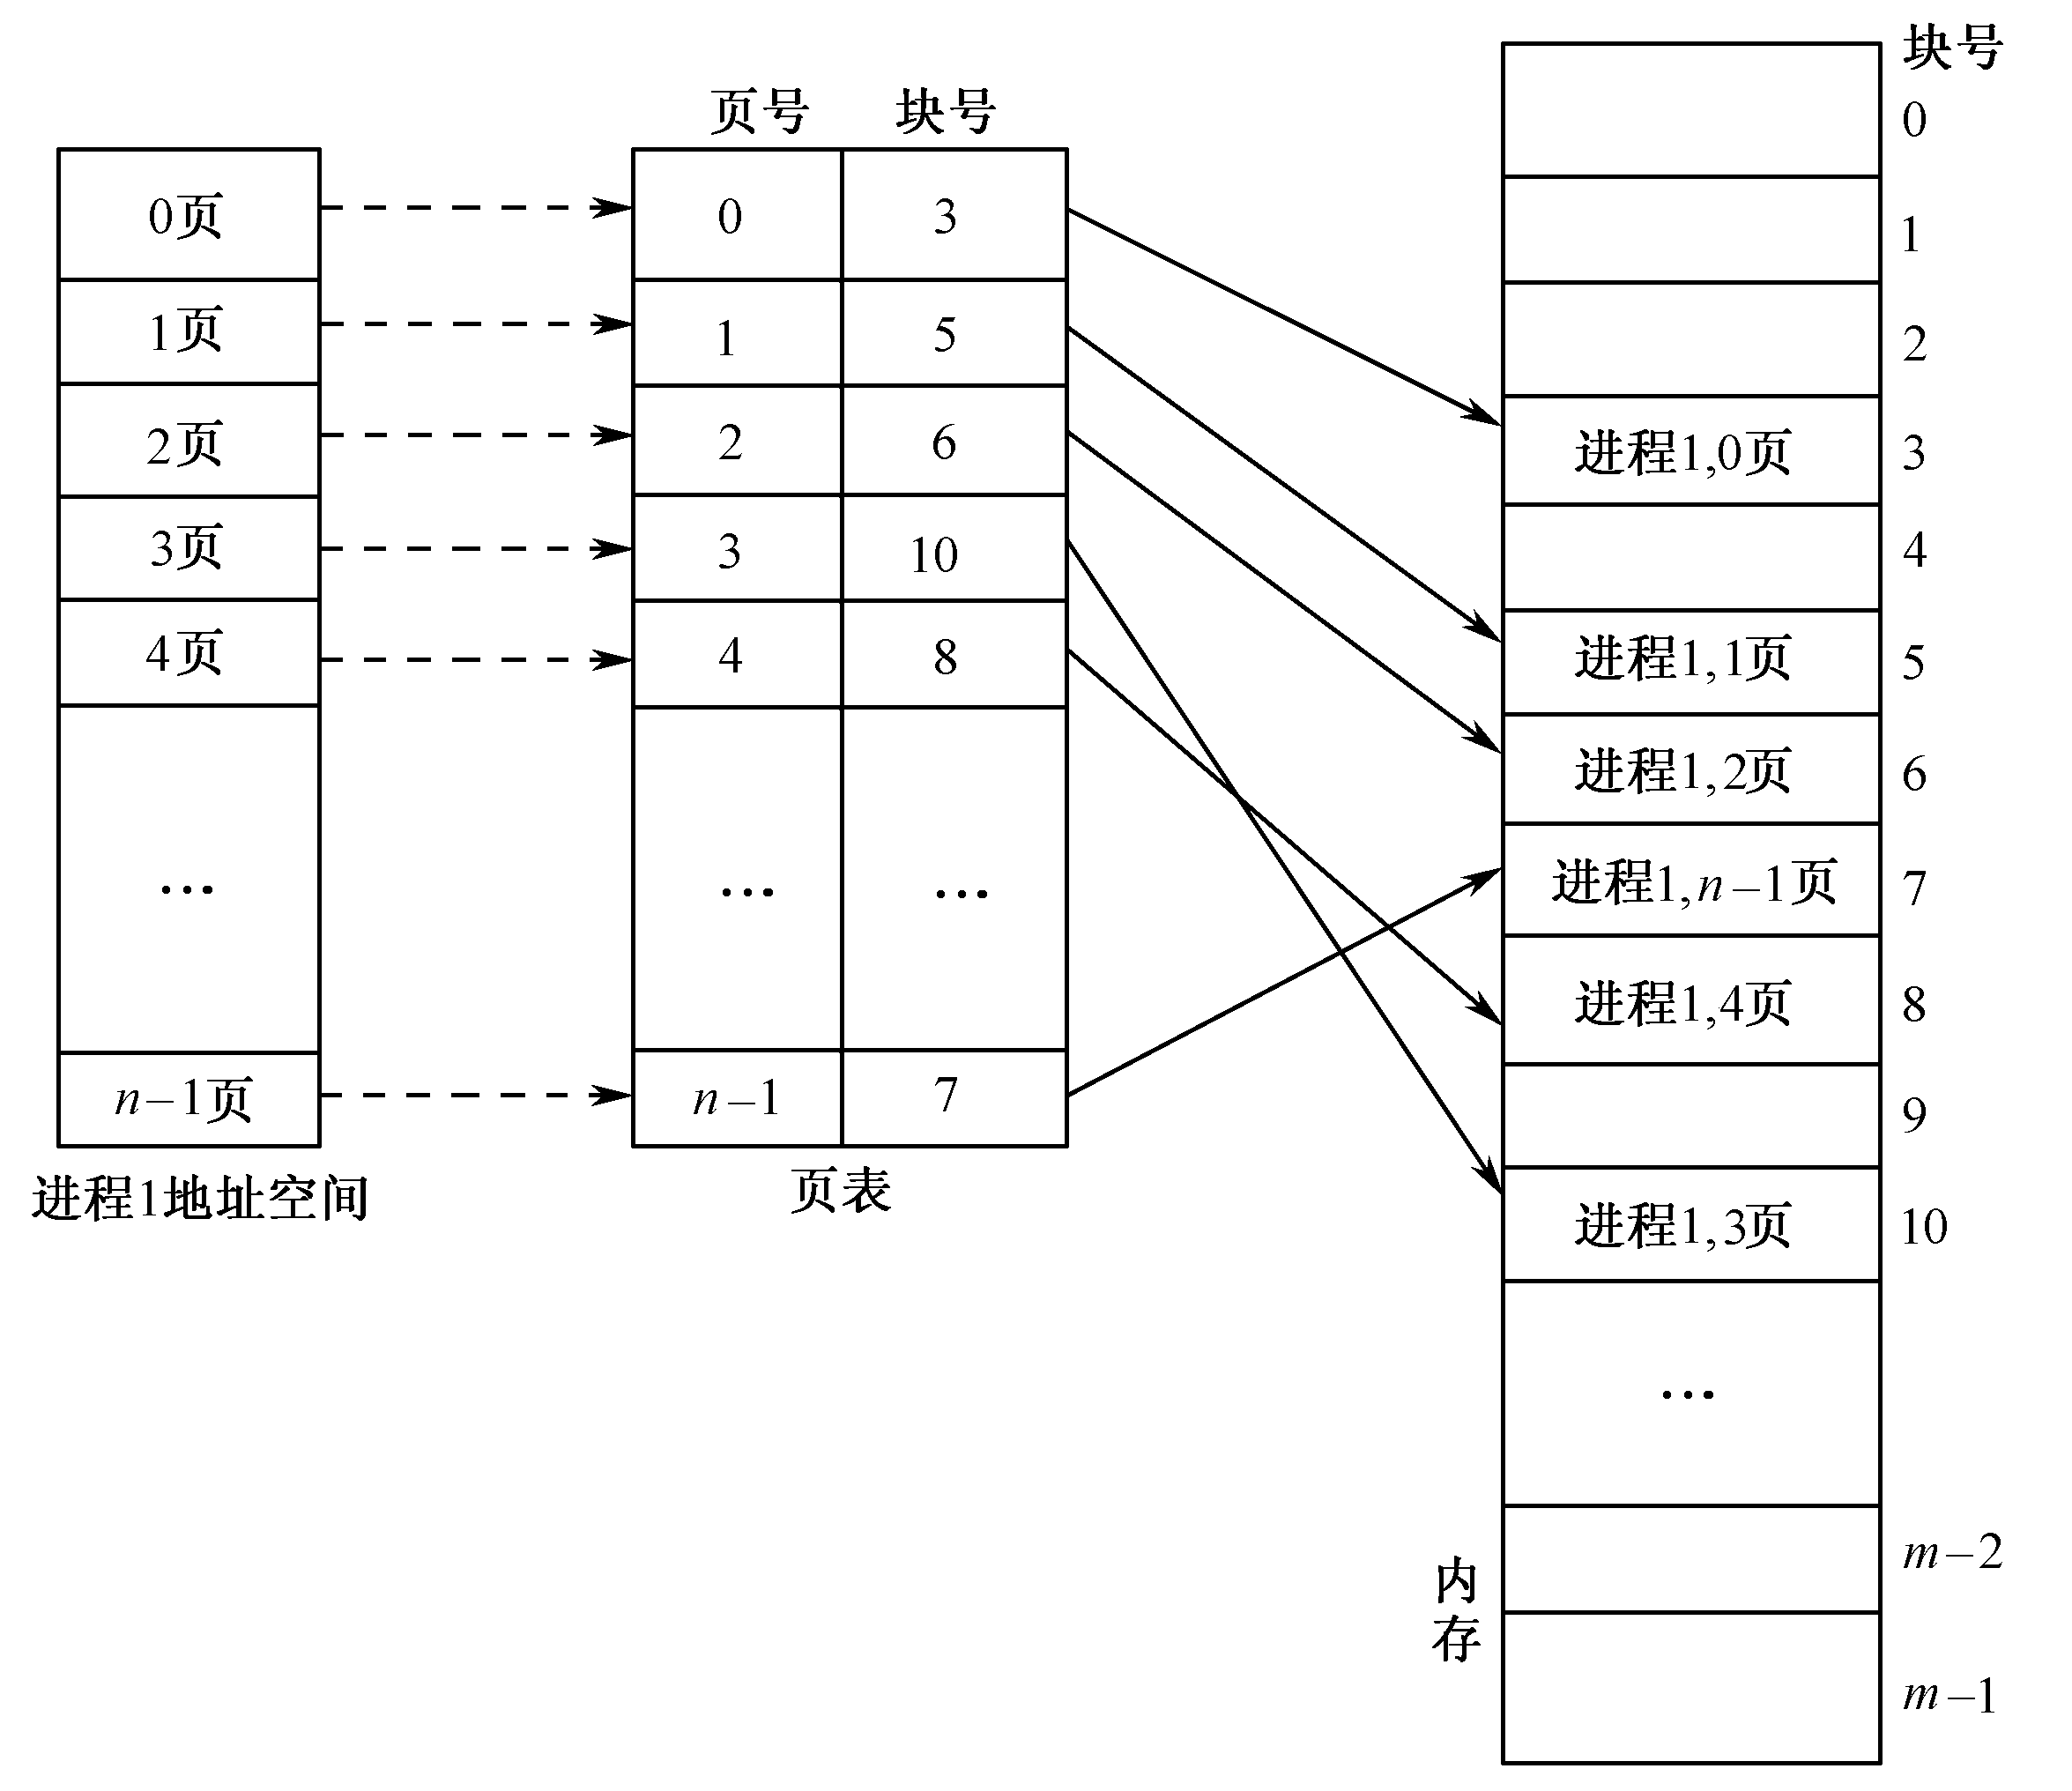 0页
1页
2页
3页
4页
…
n–1页
进程1地址空间
页号 块号
0 3
1 5
2 6
3 10
4 8
… …
n–1 7
页表
块号
0
1
2
进程1,0页 3
4
进程1,1页 5
进程1,2页 6
进程1,n–1页 7
进程1,4页 8
9
进程1,3页 10
…
m–2
m–1
内
存